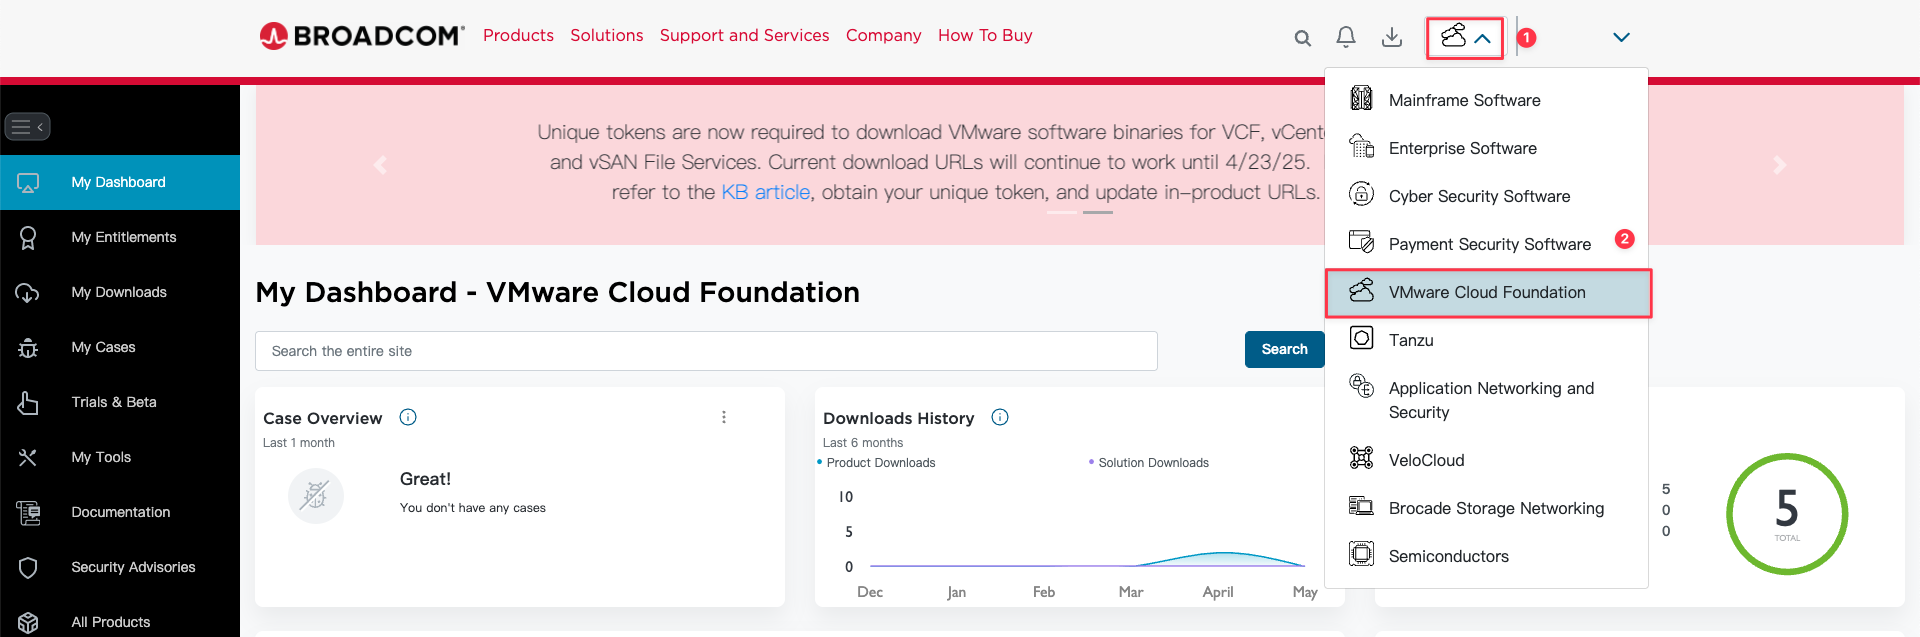 BROADCOM
Products Solutions Support and Services Company How To Buy
1
Mainframe Software
Enterprise Software
Cyber Security Software
Payment Security Software
2
VMware Cloud Foundation
Tanzu
Application Networking and
Security
VeloCloud
Brocade Storage Networking
Semiconductors
My Dashboard
My Entitlements
My Downloads
My Cases
Trials & Beta
My Tools
Documentation
Security Advisories
All Products
Unique tokens are now required to download VMware software binaries for VCF, vCent
and vSAN File Services. Current download URLs will continue to work until 4/23/25.
refer to the KB article, obtain your unique token, and update in-product URLs.
My Dashboard - VMware Cloud Foundation
Search the entire site
Search
Case Overview
Last 1 month
Great!
You don't have any cases
Downloads History
Last 6 months
Product Downloads
Solution Downloads
10
5
0
Dec Jan Feb Mar April May
5
0
0
5
TOTAL